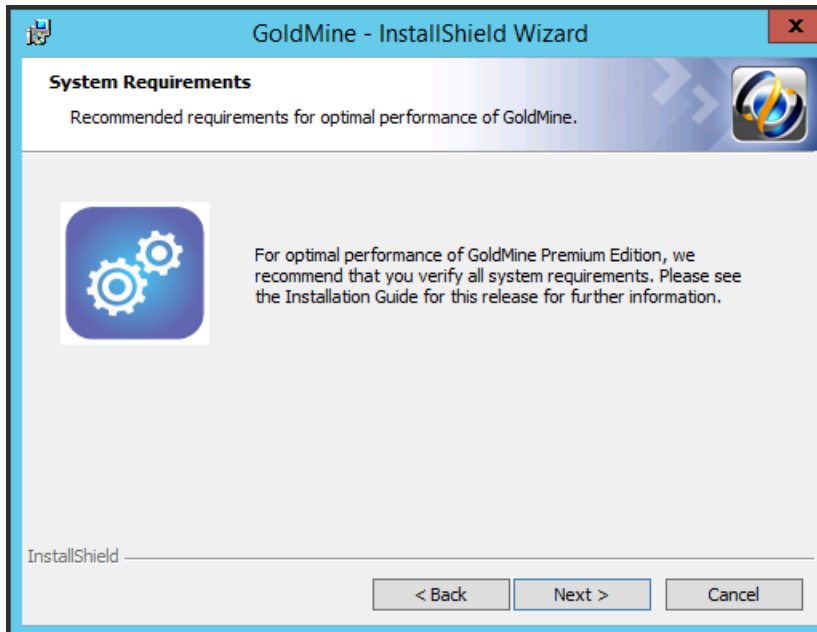 GoldMine - InstallShield Wizard
x
System Requirements
Recommended requirements for optimal performance of GoldMine.
For optimal performance of GoldMine Premium Edition, we
recommend that you verify all system requirements. Please see
the Installation Guide for this release for further information.
InstallShield
< Back Next > Cancel